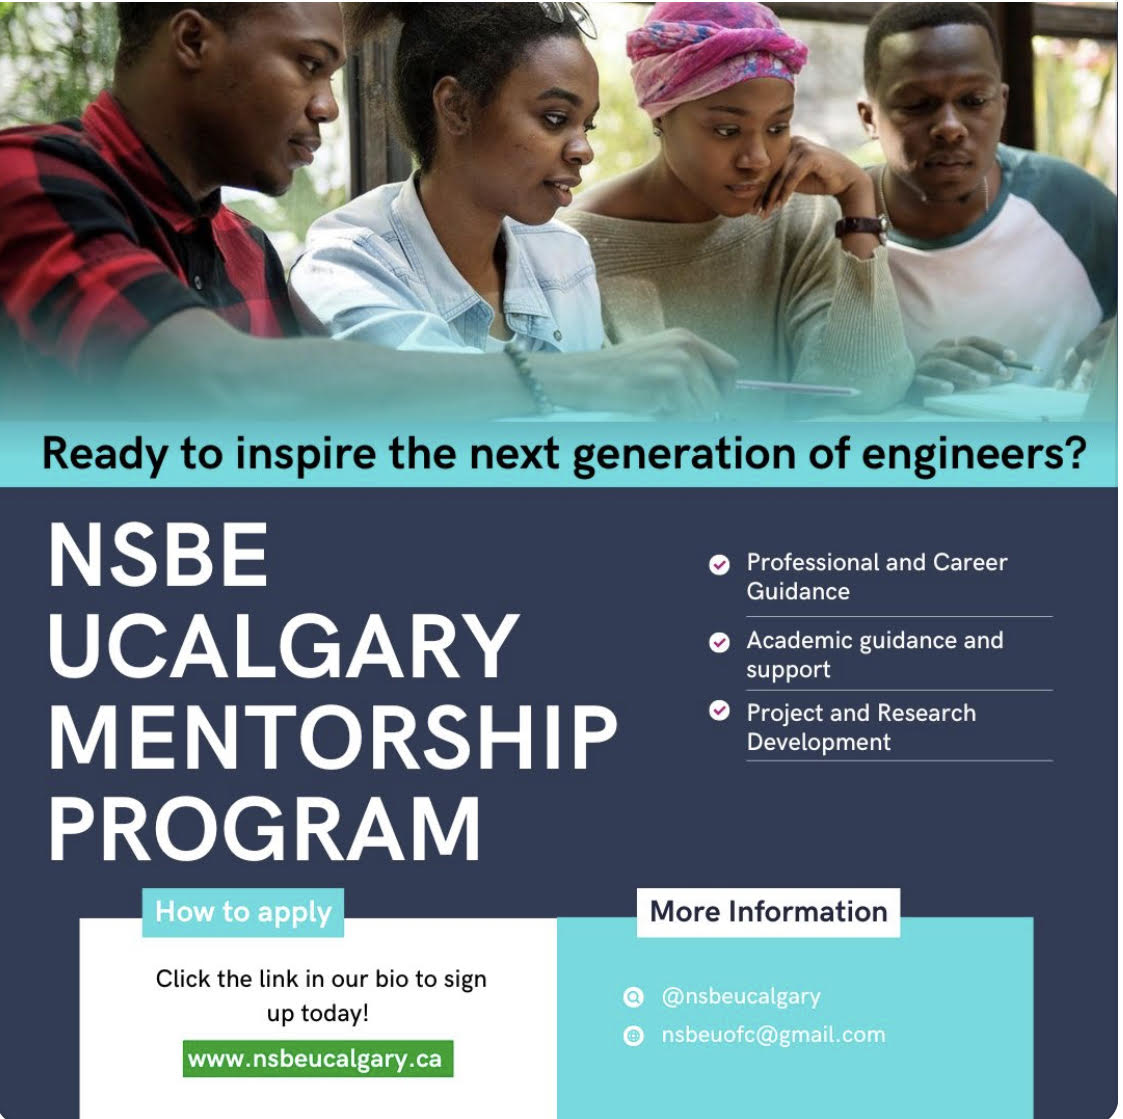 Ready to inspire the next generation of engineers?
NSBE
UCALGARY
MENTORSHIP
PROGRAM
Professional and Career
Guidance
Academic guidance and
support
Project and Research
Development
How to apply
Click the link in our bio to sign
up today!
www.nsbeucalgary.ca
More Information
@nsbeucalgary
nsbeuofc@gmail.com